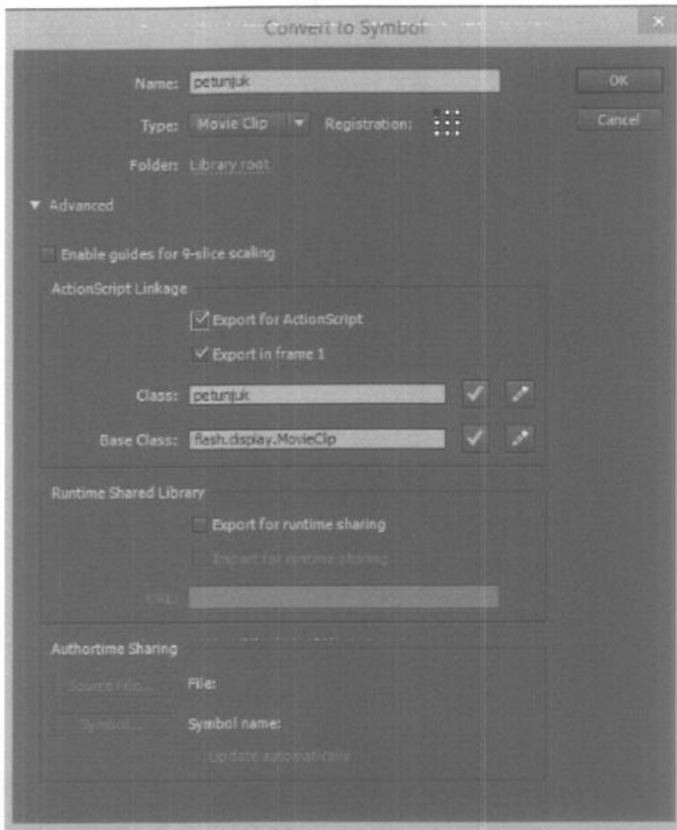 Convert to Symbol
Name: petunjuk
OK
Type: Movie Clip Registration:
Cancel
Folder: Library root
Advanced
Enable guides for 9-slice scaling
ActionScript Linkage
Export for ActionScript
Export in frame 1
Class: petunjuk
Base Class: flash.display.MovieClip
Runtime Shared Library
Export for runtime sharing
Import for runtime sharing
URL:
Authortime Sharing
Source File... File:
Symbol... Symbol name:
Update automatically